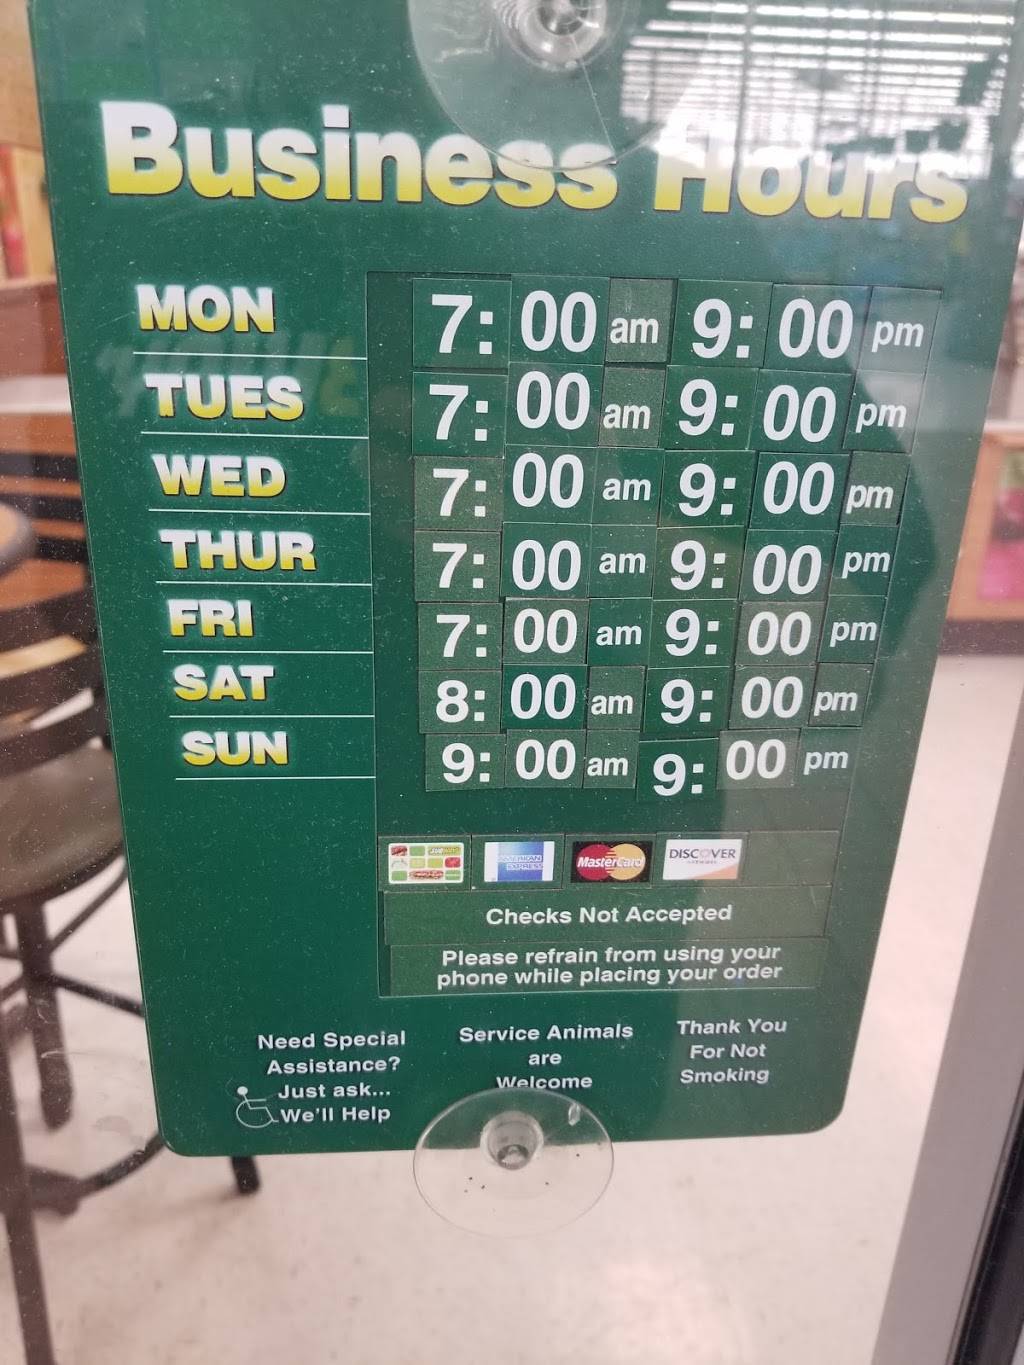 Business Hours
MON 7:00 am 9:00 pm
TUES 7:00 am 9:00 pm
WED 7:00 am 9:00 pm
THUR 7:00 am 9:00 pm
FRI 7:00 am 9:00 pm
SAT 8:00 am 9:00 pm
SUN 9:00 am 9:00 pm
SUBWAY AMERICAN EXPRESS MasterCard DISCOVER
NETWORK
Checks Not Accepted
Please refrain from using your
phone while placing your order
Need Special
Assistance?
Just ask...
We'll Help
Service Animals
are
Welcome
Thank You
For Not
Smoking